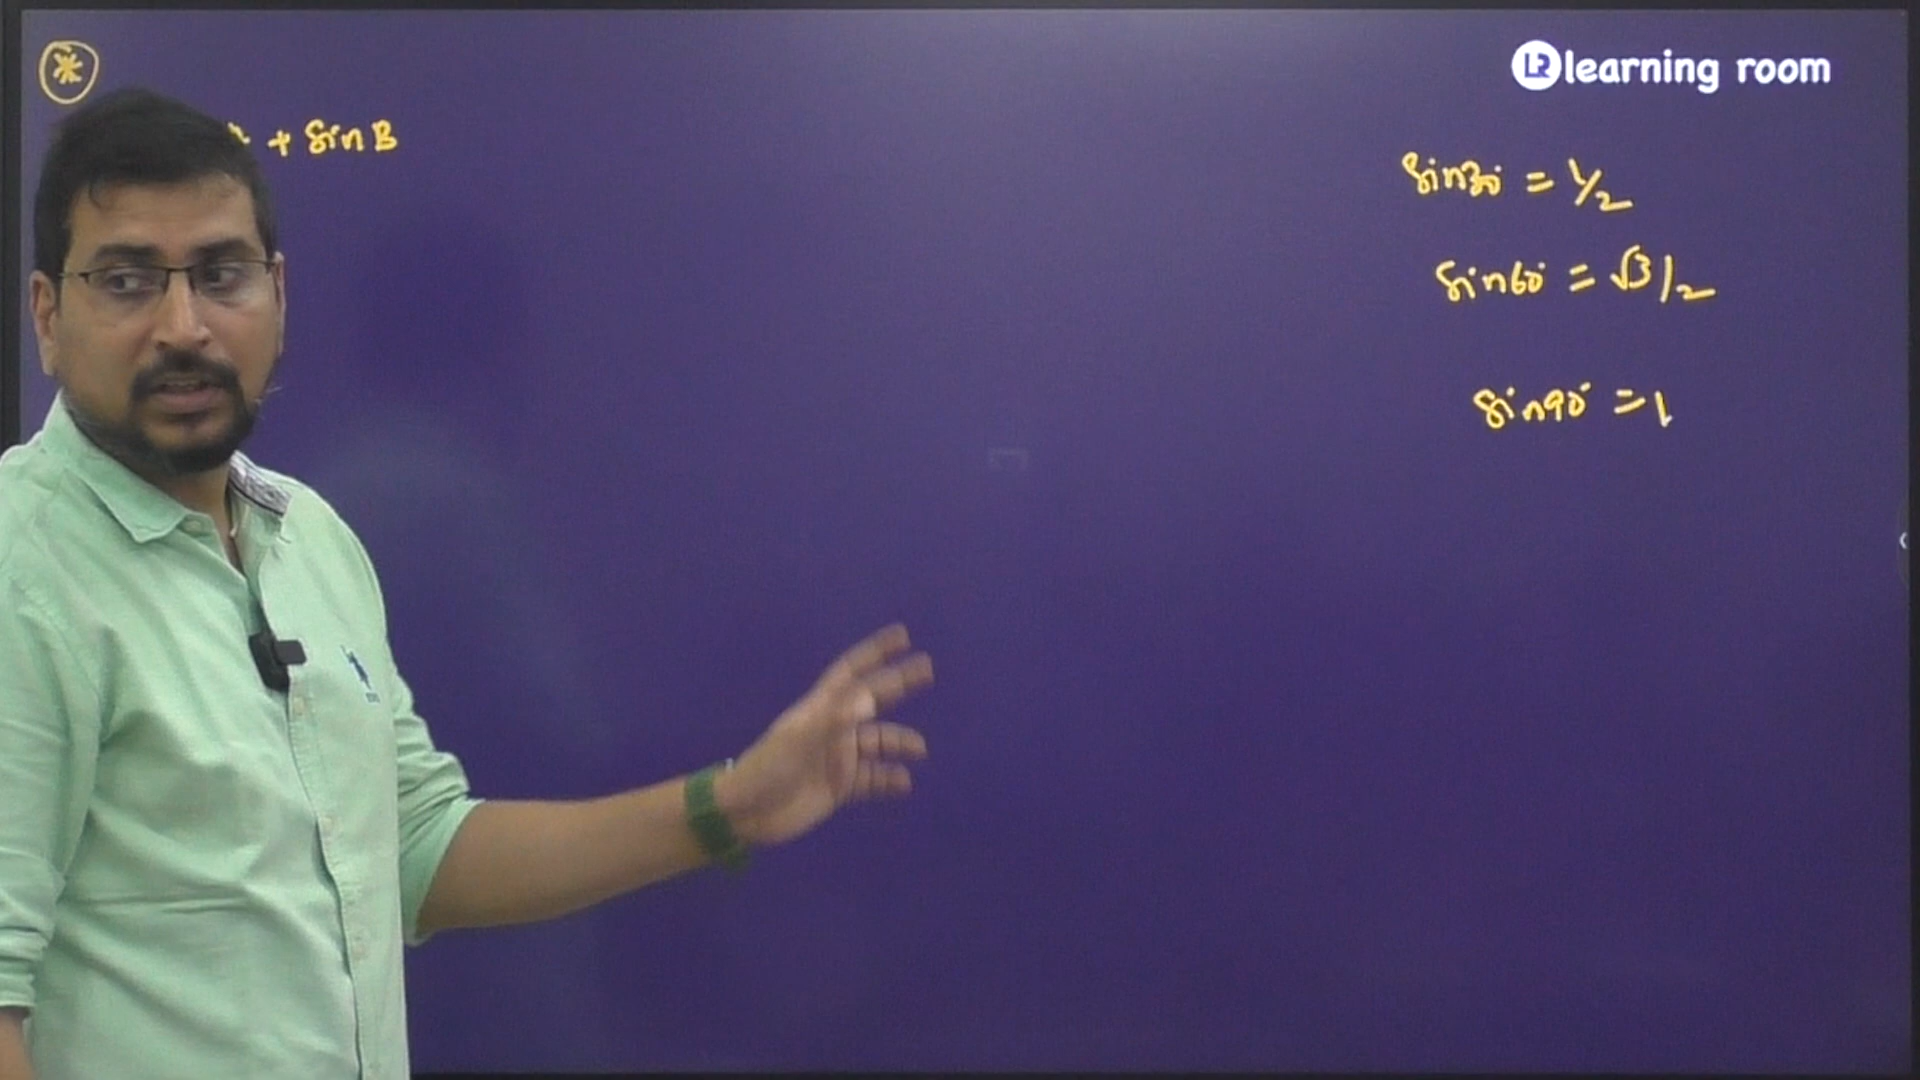 learning room
+ sin B
sin30° = 1/2
sin60° = √3/2
sin90° = 1